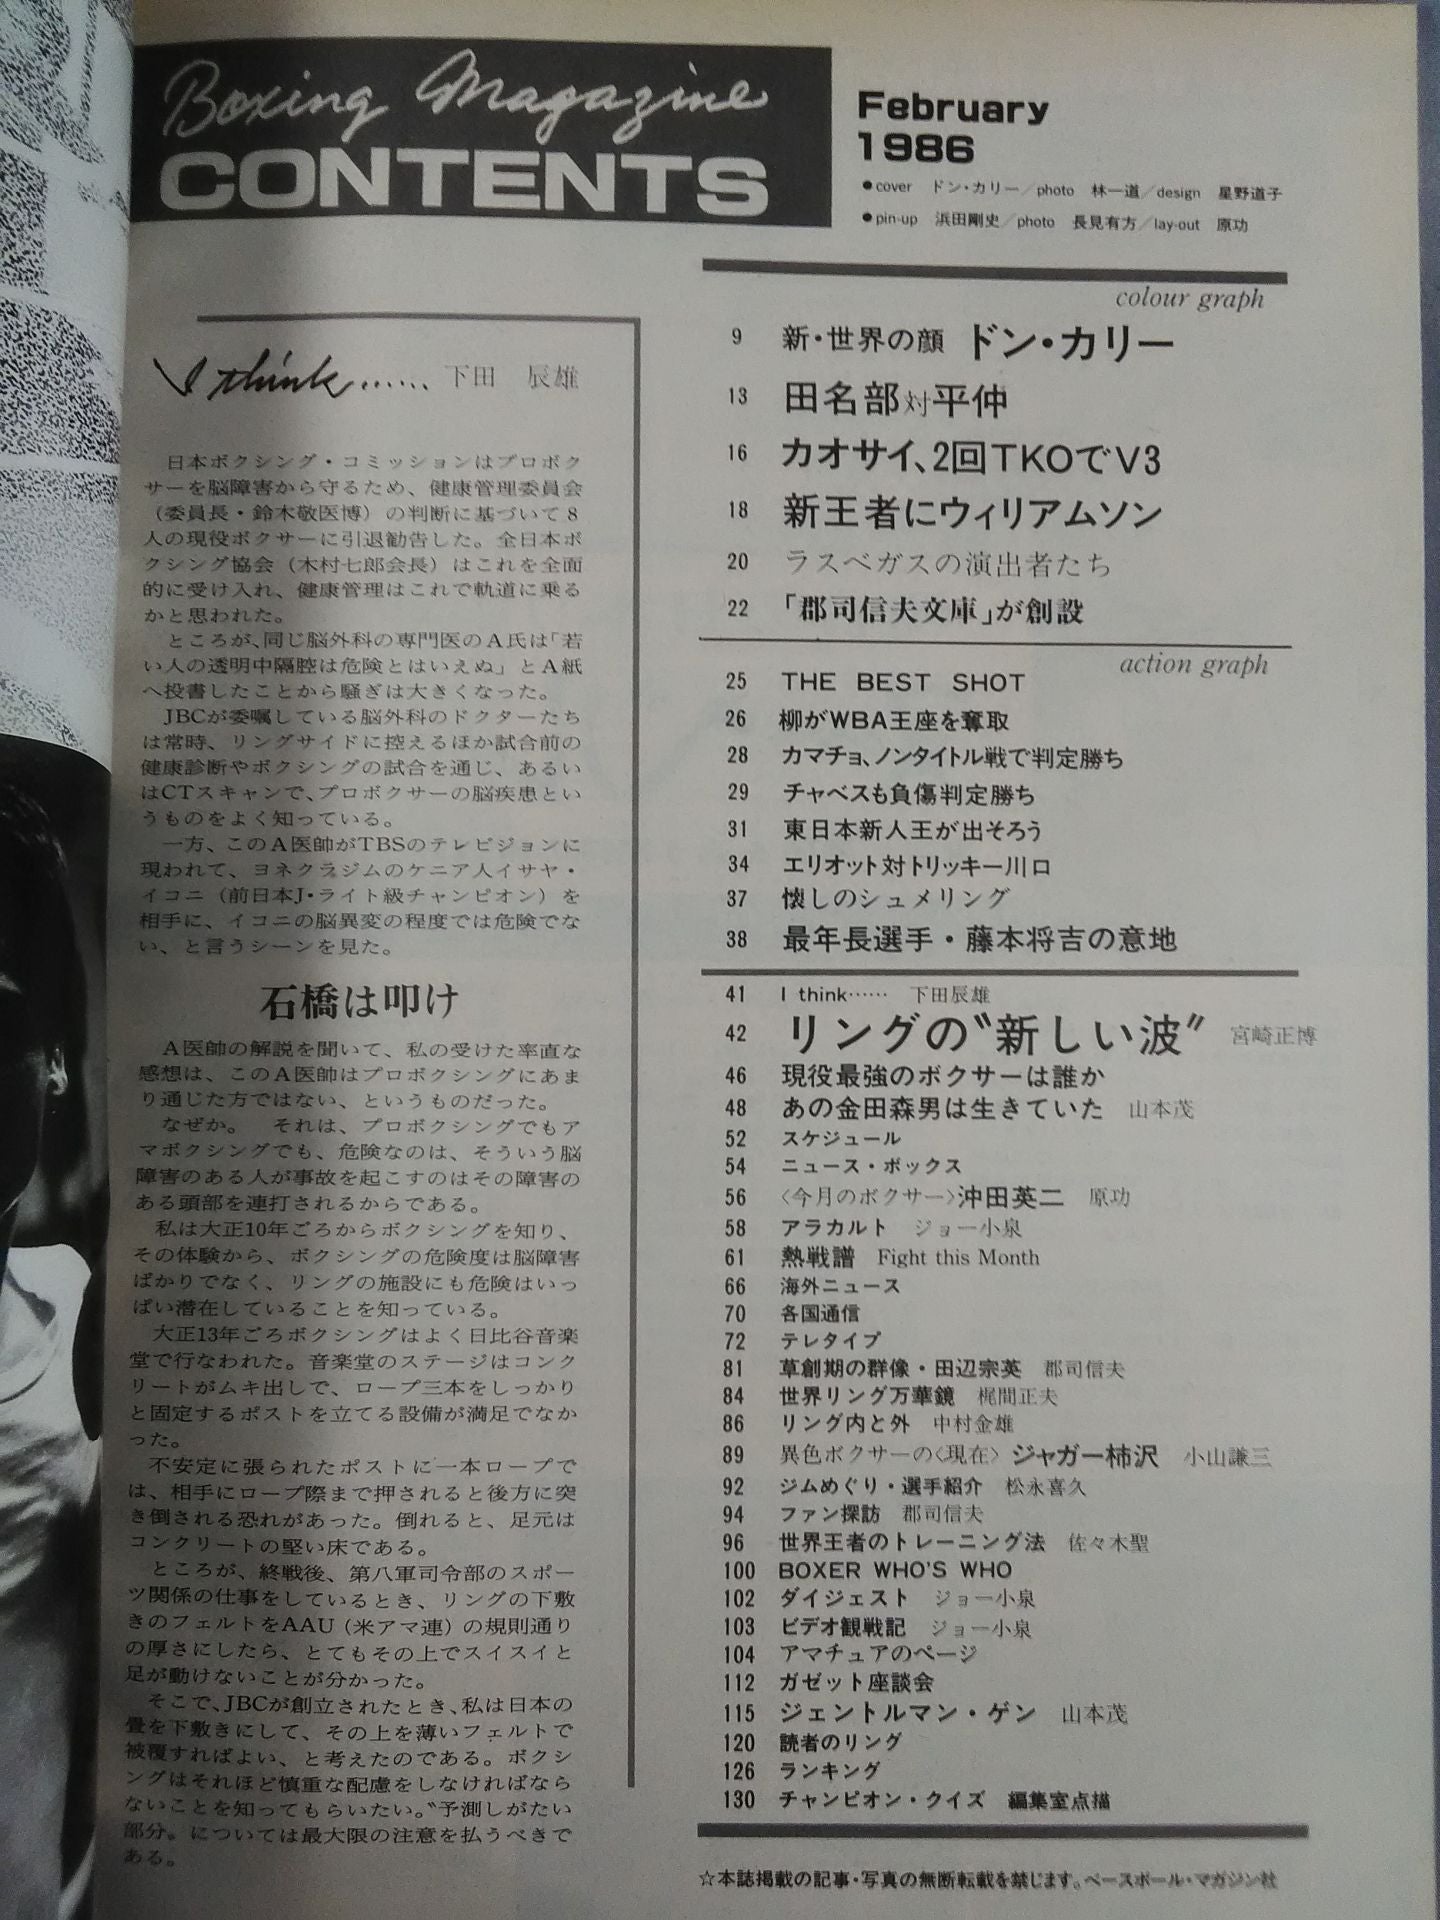 Boxing Magazine
CONTENTS
February
1986
●cover ドン・カリー／photo 林一道／design 星野道子
●pin-up 浜田剛史／photo 長見有方／lay-out 原功
I think...... 下田 辰雄
日本ボクシング・コミッションはプロボク
サーを脳障害から守るため、健康管理委員会
（委員長・鈴木敬医博）の判断に基づいて8
人の現役ボクサーに引退勧告した。全日本ボ
クシング協会（木村七郎会長）はこれを全面
的に受け入れ、健康管理はこれで軌道に乗る
かと思われた。
ところが、同じ脳外科の専門医のA氏は「若
い人の透明中隔腔は危険とはいえぬ」とA紙
へ投書したことから騒ぎは大きくなった。
JBCが委嘱している脳外科のドクターたち
は常時、リングサイドに控えるほか試合前の
健康診断やボクシングの試合を通じ、あるい
はCTスキャンで、プロボクサーの脳疾患とい
うものをよく知っている。
一方、このA医師がTBSのテレビジョンに
現われて、ヨネクラジムのケニア人イサヤ・
イコニ（前日本J・ライト級チャンピオン）を
相手に、イコニの脳異変の程度では危険でな
い、と言うシーンを見た。
石橋は叩け
A医師の解説を聞いて、私の受けた率直な
感想は、このA医師はプロボクシングにあま
り通じた方ではない、というものだった。
なぜか。 それは、プロボクシングでもア
マボクシングでも、危険なのは、そういう脳
障害のある人が事故を起こすのはその障害の
ある頭部を連打されるからである。
私は大正10年ごろからボクシングを知り、
その体験から、ボクシングの危険度は脳障害
ばかりでなく、リングの施設にも危険はいっ
ぱい潜在していることを知っている。
大正13年ごろボクシングはよく日比谷音楽
堂で行なわれた。音楽堂のステージはコンク
リートがムキ出しで、ロープ三本をしっかり
と固定するポストを立てる設備が満足でなか
った。
不安定に張られたポストに一本ロープで
は、相手にロープ際まで押されると後方に突
き倒される恐れがあった。倒れると、足元は
コンクリートの堅い床である。
ところが、終戦後、第八軍司令部のスポー
ツ関係の仕事をしているとき、リングの下敷
きのフェルトをAAU（米アマ連）の規則通り
の厚さにしたら、とてもその上でスイスイと
足が動けないことが分かった。
そこで、JBCが創立されたとき、私は日本の
畳を下敷きにして、その上を薄いフェルトで
被覆すればよい、と考えたのである。ボクシ
ングはそれほど慎重な配慮をしなければなら
ないことを知ってもらいたい。〝予測しがたい
部分〟については最大限の注意を払うべきで
ある。
colour graph
9 新・世界の顔 ドン・カリー
13 田名部対平仲
16 カオサイ、2回TKOでV3
18 新王者にウィリアムソン
20 ラスベガスの演出者たち
22 「郡司信夫文庫」が創設
action graph
25 THE BEST SHOT
26 柳がWBA王座を奪取
28 カマチョ、ノンタイトル戦で判定勝ち
29 チャベスも負傷判定勝ち
31 東日本新人王が出そろう
34 エリオット対トリッキー川口
37 懐しのシュメリング
38 最年長選手・藤本将吉の意地
41 I think…… 下田辰雄
42 リングの〝新しい波〟 宮崎正博
46 現役最強のボクサーは誰か
48 あの金田森男は生きていた 山本茂
52 スケジュール
54 ニュース・ボックス
56 〈今月のボクサー〉沖田英二 原功
58 アラカルト ジョー小泉
61 熱戦譜 Fight this Month
66 海外ニュース
70 各国通信
72 テレタイプ
81 草創期の群像・田辺宗英 郡司信夫
84 世界リング万華鏡 梶間正夫
86 リング内と外 中村金雄
89 異色ボクサーの〈現在〉 ジャガー柿沢 小山謙三
92 ジムめぐり・選手紹介 松永喜久
94 ファン探訪 郡司信夫
96 世界王者のトレーニング法 佐々木聖
100 BOXER WHO'S WHO
102 ダイジェスト ジョー小泉
103 ビデオ観戦記 ジョー小泉
104 アマチュアのページ
112 ガゼット座談会
115 ジェントルマン・ゲン 山本茂
120 読者のリング
126 ランキング
130 チャンピオン・クイズ 編集室点描
☆本誌掲載の記事・写真の無断転載を禁じます。ベースボール・マガジン社